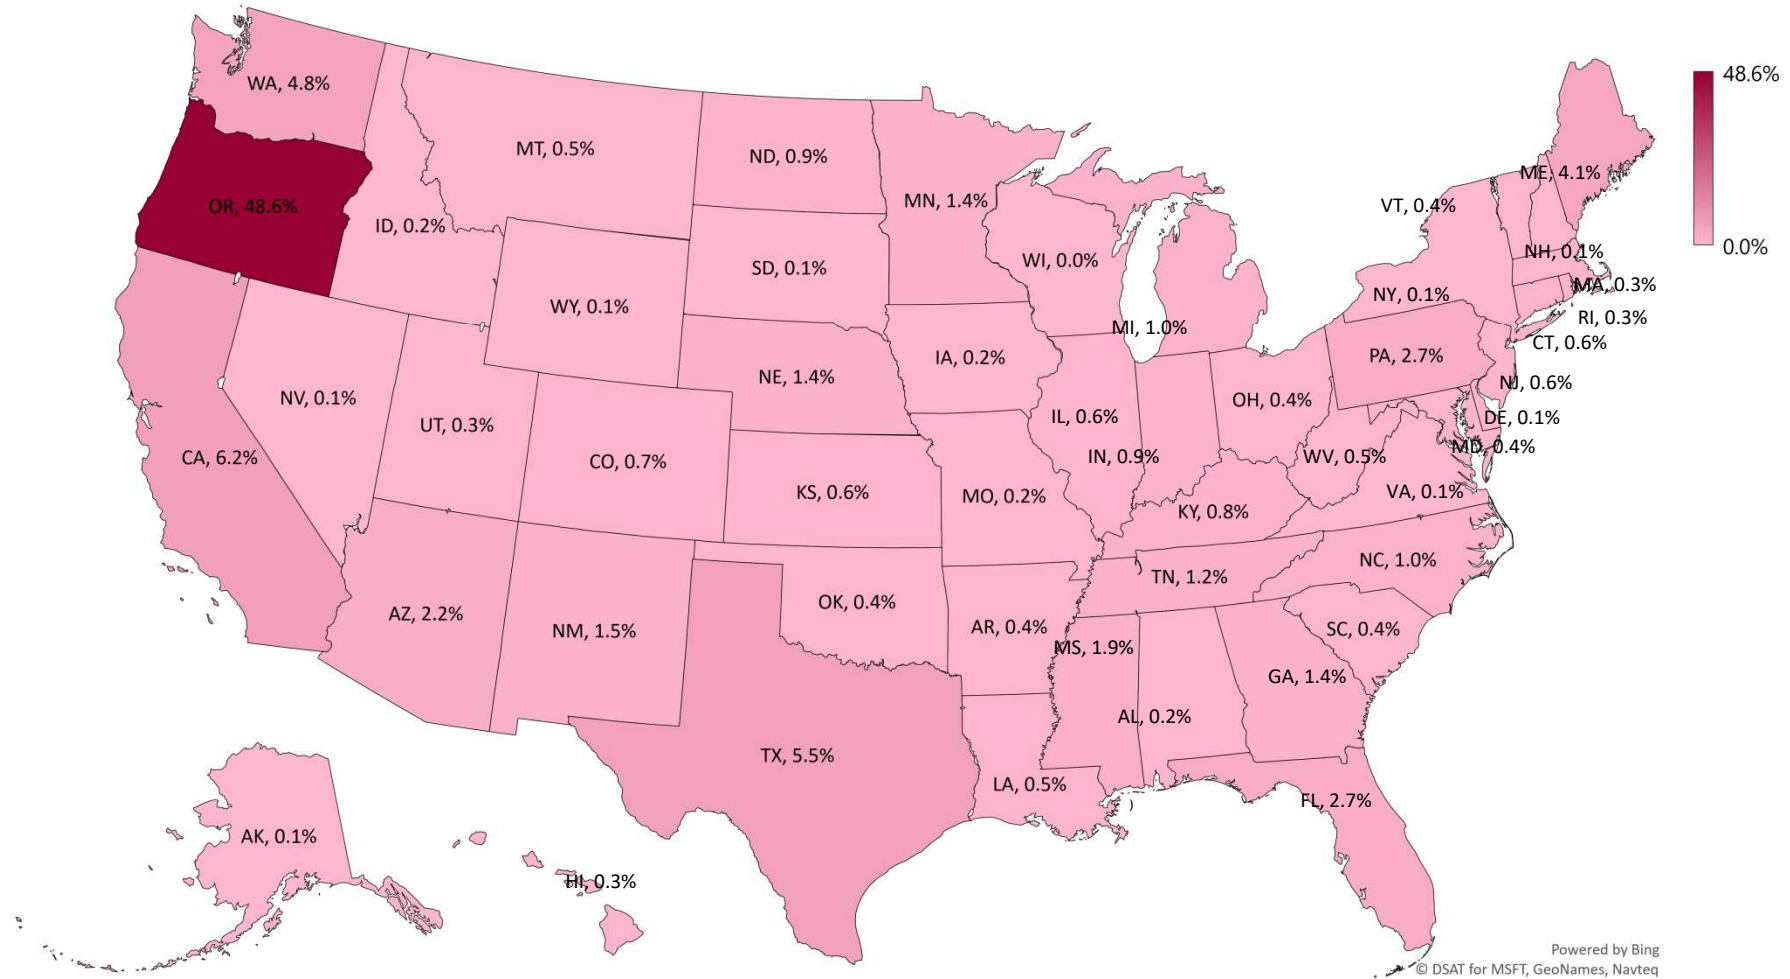 48.6%
WA, 4.8%
MT, 0.5%
ND, 0.9%
ME, 4.1%
MN, 1.4%
VT, 0.4%
OR, 48.6%
ID, 0.2%
0.0%
NH, 0.1%
WI, 0.0%
SD, 0.1%
MA, 0.3%
NY, 0.1%
WY, 0.1%
RI, 0.3%
MI, 1.0%
CT, 0.6%
IA, 0.2%
PA, 2.7%
NE, 1.4%
NJ, 0.6%
NV, 0.1%
OH, 0.4%
IL, 0.6%
DE, 0.1%
UT, 0.3%
MD, 0.4%
CA, 6.2%
CO, 0.7%
IN, 0.9%
WV, 0.5%
KS, 0.6%
VA, 0.1%
MO, 0.2%
KY, 0.8%
NC, 1.0%
TN, 1.2%
OK, 0.4%
AZ, 2.2%
NM, 1.5%
AR, 0.4%
SC, 0.4%
MS, 1.9%
GA, 1.4%
AL, 0.2%
TX, 5.5%
LA, 0.5%
FL, 2.7%
AK, 0.1%
HI, 0.3%
Powered by Bing
© DSAT for MSFT, GeoNames, Navteq